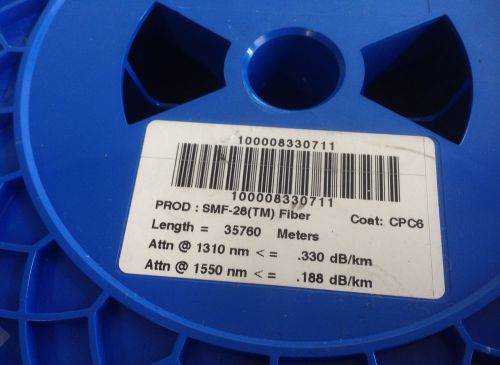 100008330711
100008330711
PROD : SMF-28(TM) Fiber Coat: CPC6
Length = 35760 Meters
Attn @ 1310 nm < = .330 dB/km
Attn @ 1550 nm < = .188 dB/km